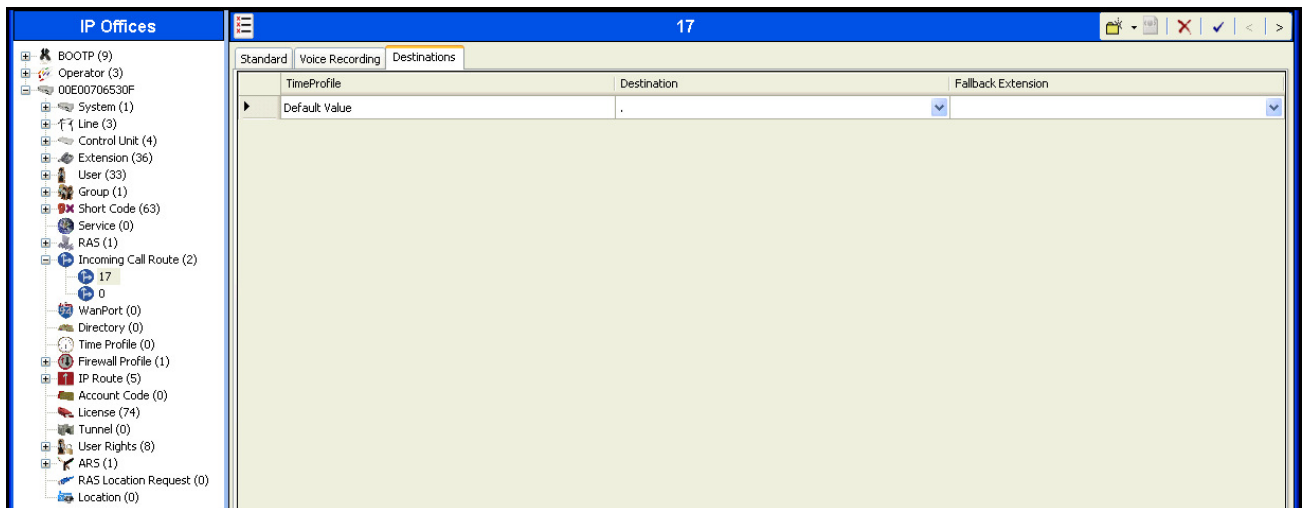 IP Offices
BOOTP (9)
Operator (3)
00E00706530F
System (1)
Line (3)
Control Unit (4)
Extension (36)
User (33)
Group (1)
Short Code (63)
Service (0)
RAS (1)
Incoming Call Route (2)
17
0
WanPort (0)
Directory (0)
Time Profile (0)
Firewall Profile (1)
IP Route (5)
Account Code (0)
License (74)
Tunnel (0)
User Rights (8)
ARS (1)
RAS Location Request (0)
Location (0)
17
Standard Voice Recording Destinations
TimeProfile Destination Fallback Extension
Default Value .